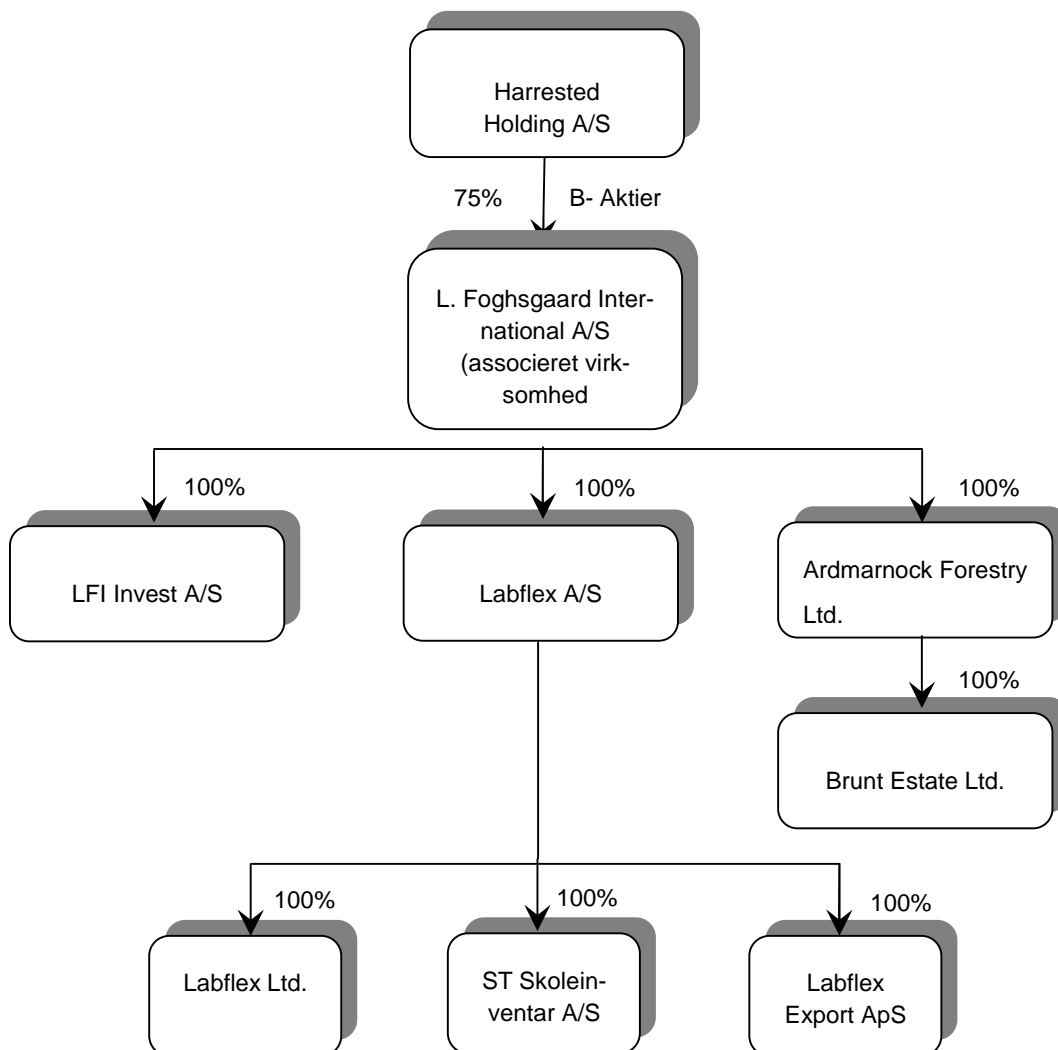 Harrested
Holding A/S
75% B- Aktier
L. Foghsgaard Inter-
national A/S
(associeret virk-
somhed
100% 100% 100%
LFI Invest A/S
Labflex A/S
Ardmarnock Forestry
Ltd.
100%
Brunt Estate Ltd.
100% 100% 100%
Labflex Ltd.
ST Skolein-
ventar A/S
Labflex
Export ApS